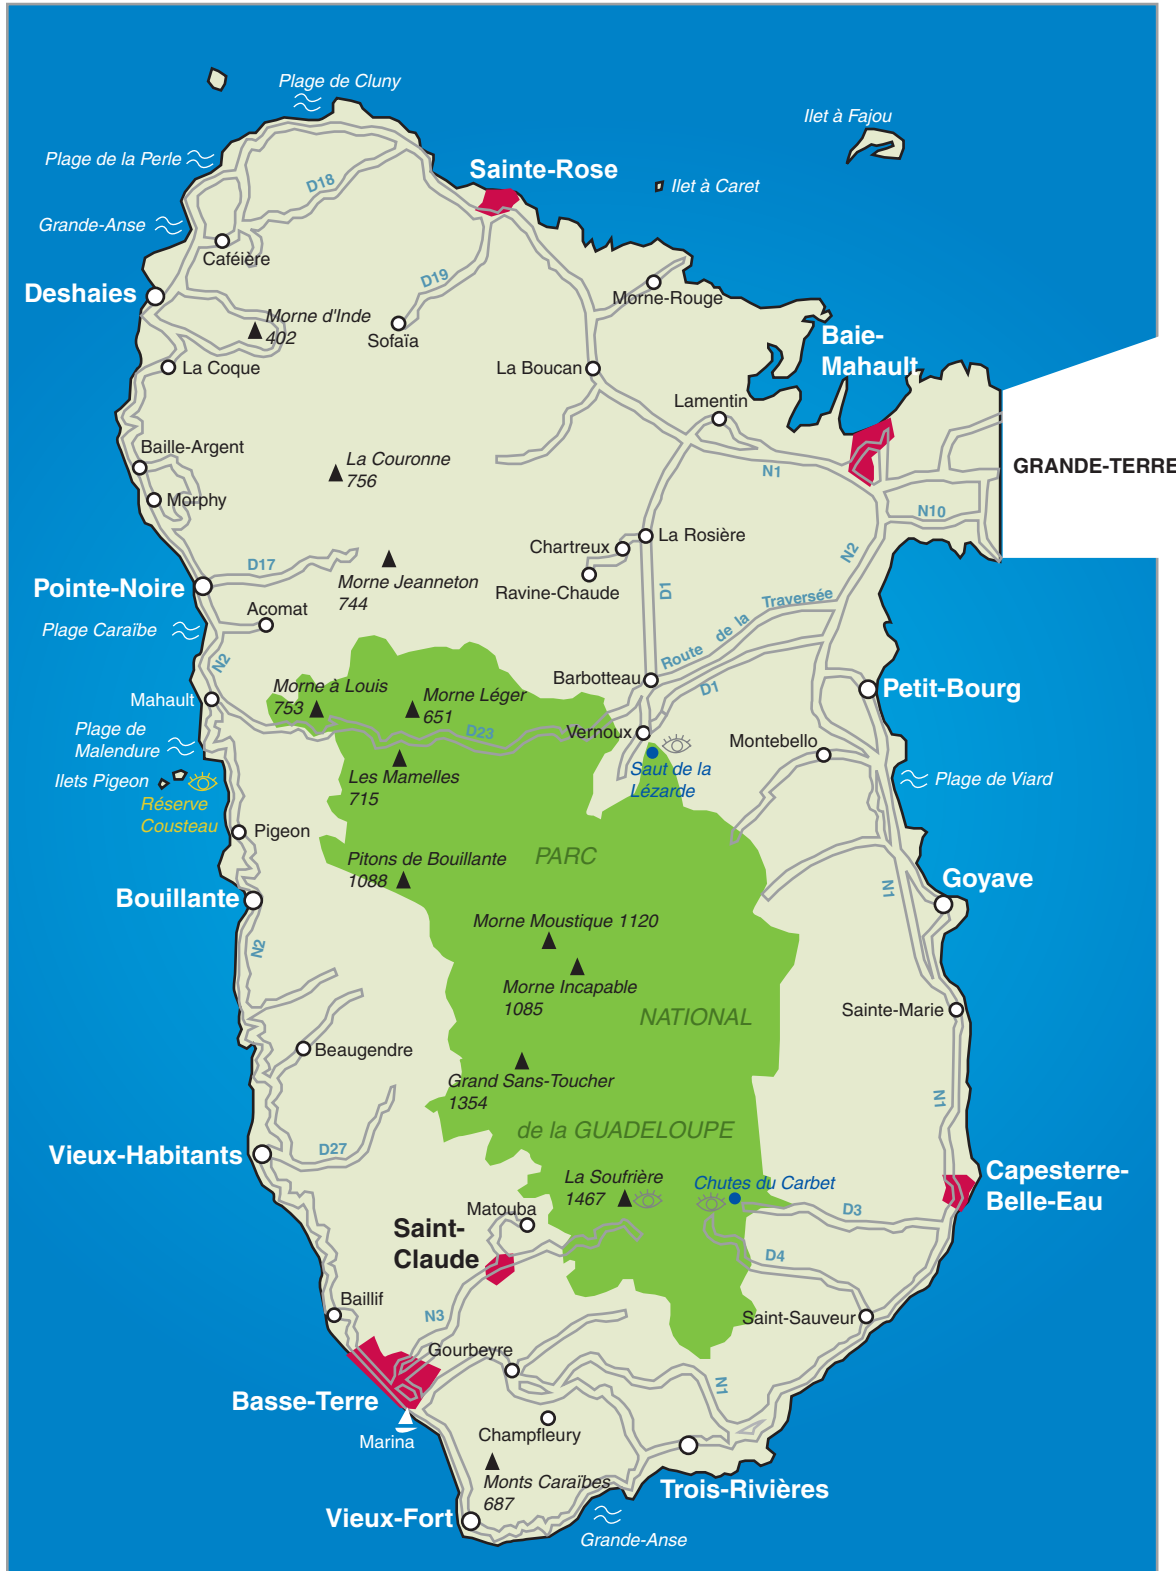 Plage de Cluny
Ilet à Fajou
Plage de la Perle
Sainte-Rose
D18
Ilet à Caret
Grande-Anse
Caféière
D19
Deshaies
Morne-Rouge
Morne d'Inde
402
Sofaïa
Baie-
Mahault
La Coque
La Boucan
Lamentin
Baille-Argent
La Couronne
756
N1
GRANDE-TERRE
Morphy
N10
La Rosière
Chartreux
N2
D17
Morne Jeanneton
744
Pointe-Noire
Ravine-Chaude
D1
Acomat
Route de la Traversée
Plage Caraïbe
N2
Barbotteau
Morne à Louis
753
Morne Léger
651
D1
Petit-Bourg
Mahault
D23
Vernoux
Plage de
Malendure
Montebello
Saut de la
Lézarde
Les Mamelles
715
Ilets Pigeon
Plage de Viard
Réserve
Cousteau
Pigeon
PARC
Pitons de Bouillante
1088
Goyave
N1
Bouillante
Morne Moustique 1120
N2
Morne Incapable
1085
NATIONAL
Sainte-Marie
Beaugendre
Grand Sans-Toucher
1354
N1
de la GUADELOUPE
D27
Vieux-Habitants
La Soufrière
1467
Chutes du Carbet
Capesterre-
Belle-Eau
Matouba
D3
Saint-
Claude
D4
Baillif
N3
Saint-Sauveur
Gourbeyre
N1
Basse-Terre
Champfleury
Marina
Monts Caraïbes
687
Trois-Rivières
Vieux-Fort
Grande-Anse